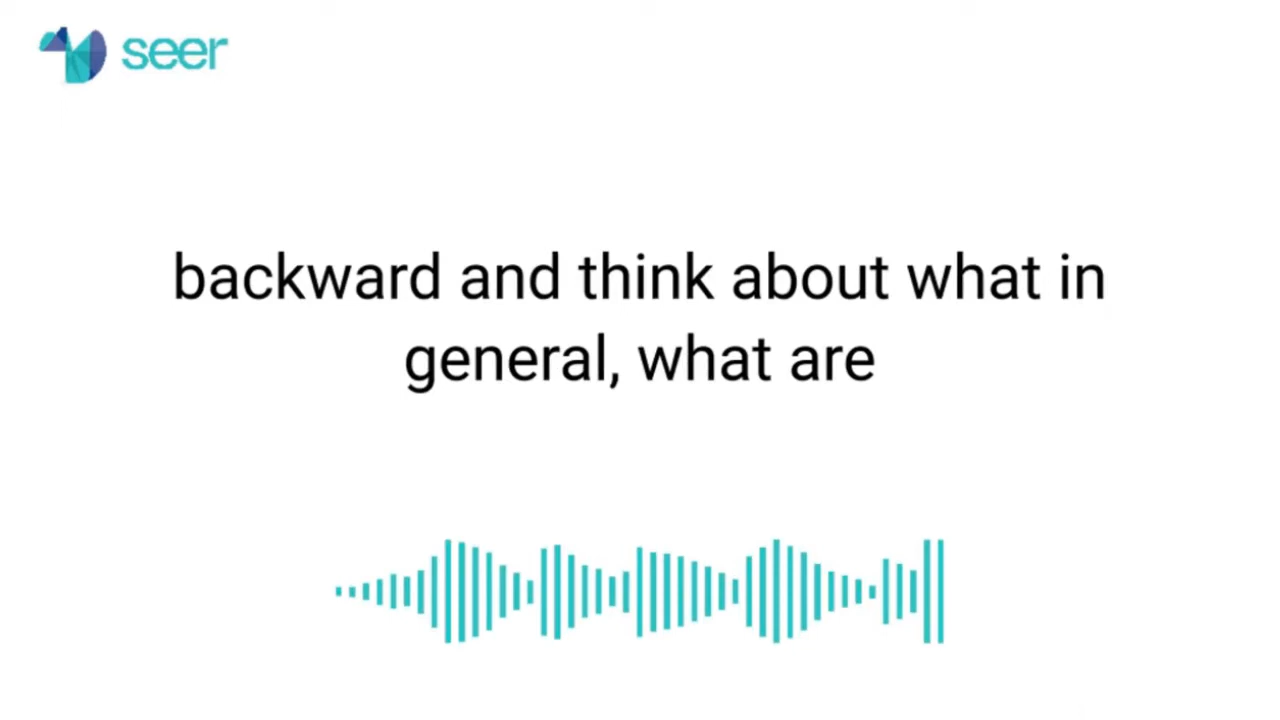 seer
backward and think about what in
general, what are